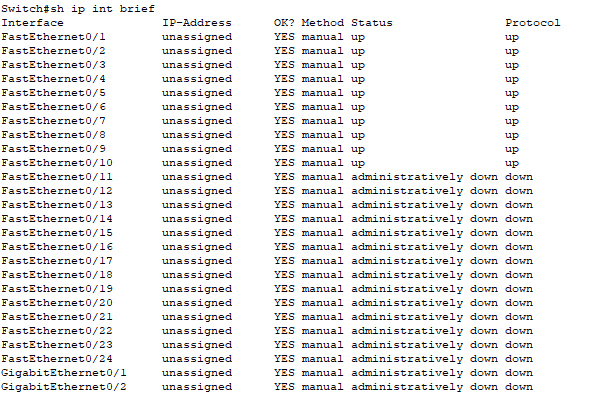 Switch#sh ip int brief
Interface IP-Address OK? Method Status Protocol
FastEthernet0/1 unassigned YES manual up up
FastEthernet0/2 unassigned YES manual up up
FastEthernet0/3 unassigned YES manual up up
FastEthernet0/4 unassigned YES manual up up
FastEthernet0/5 unassigned YES manual up up
FastEthernet0/6 unassigned YES manual up up
FastEthernet0/7 unassigned YES manual up up
FastEthernet0/8 unassigned YES manual up up
FastEthernet0/9 unassigned YES manual up up
FastEthernet0/10 unassigned YES manual up up
FastEthernet0/11 unassigned YES manual administratively down down
FastEthernet0/12 unassigned YES manual administratively down down
FastEthernet0/13 unassigned YES manual administratively down down
FastEthernet0/14 unassigned YES manual administratively down down
FastEthernet0/15 unassigned YES manual administratively down down
FastEthernet0/16 unassigned YES manual administratively down down
FastEthernet0/17 unassigned YES manual administratively down down
FastEthernet0/18 unassigned YES manual administratively down down
FastEthernet0/19 unassigned YES manual administratively down down
FastEthernet0/20 unassigned YES manual administratively down down
FastEthernet0/21 unassigned YES manual administratively down down
FastEthernet0/22 unassigned YES manual administratively down down
FastEthernet0/23 unassigned YES manual administratively down down
FastEthernet0/24 unassigned YES manual administratively down down
GigabitEthernet0/1 unassigned YES manual administratively down down
GigabitEthernet0/2 unassigned YES manual administratively down down